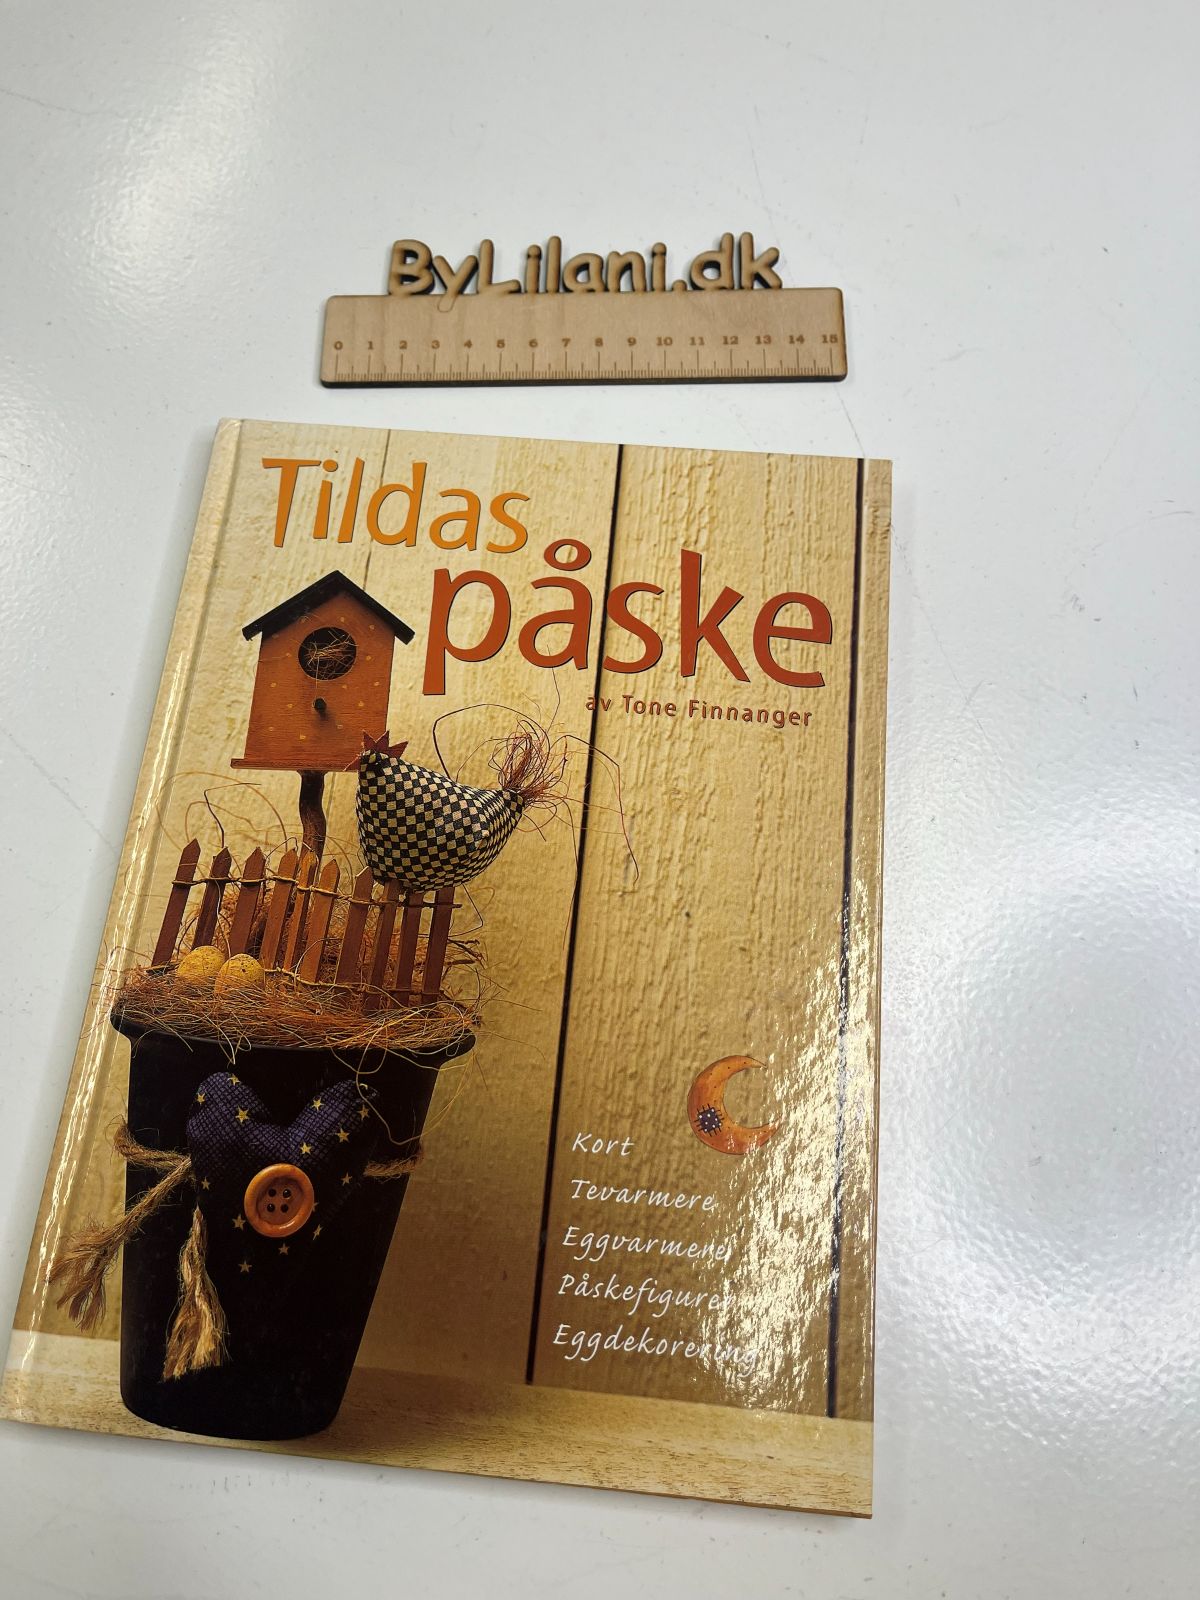 ByLilani.dk
0 1 2 3 4 5 6 7 8 9 10 11 12 13 14 15
Tildas
påske
av Tone Finnanger
Kort
Tevarmere
Eggvarmere
Påskefigurer
Eggdekorering